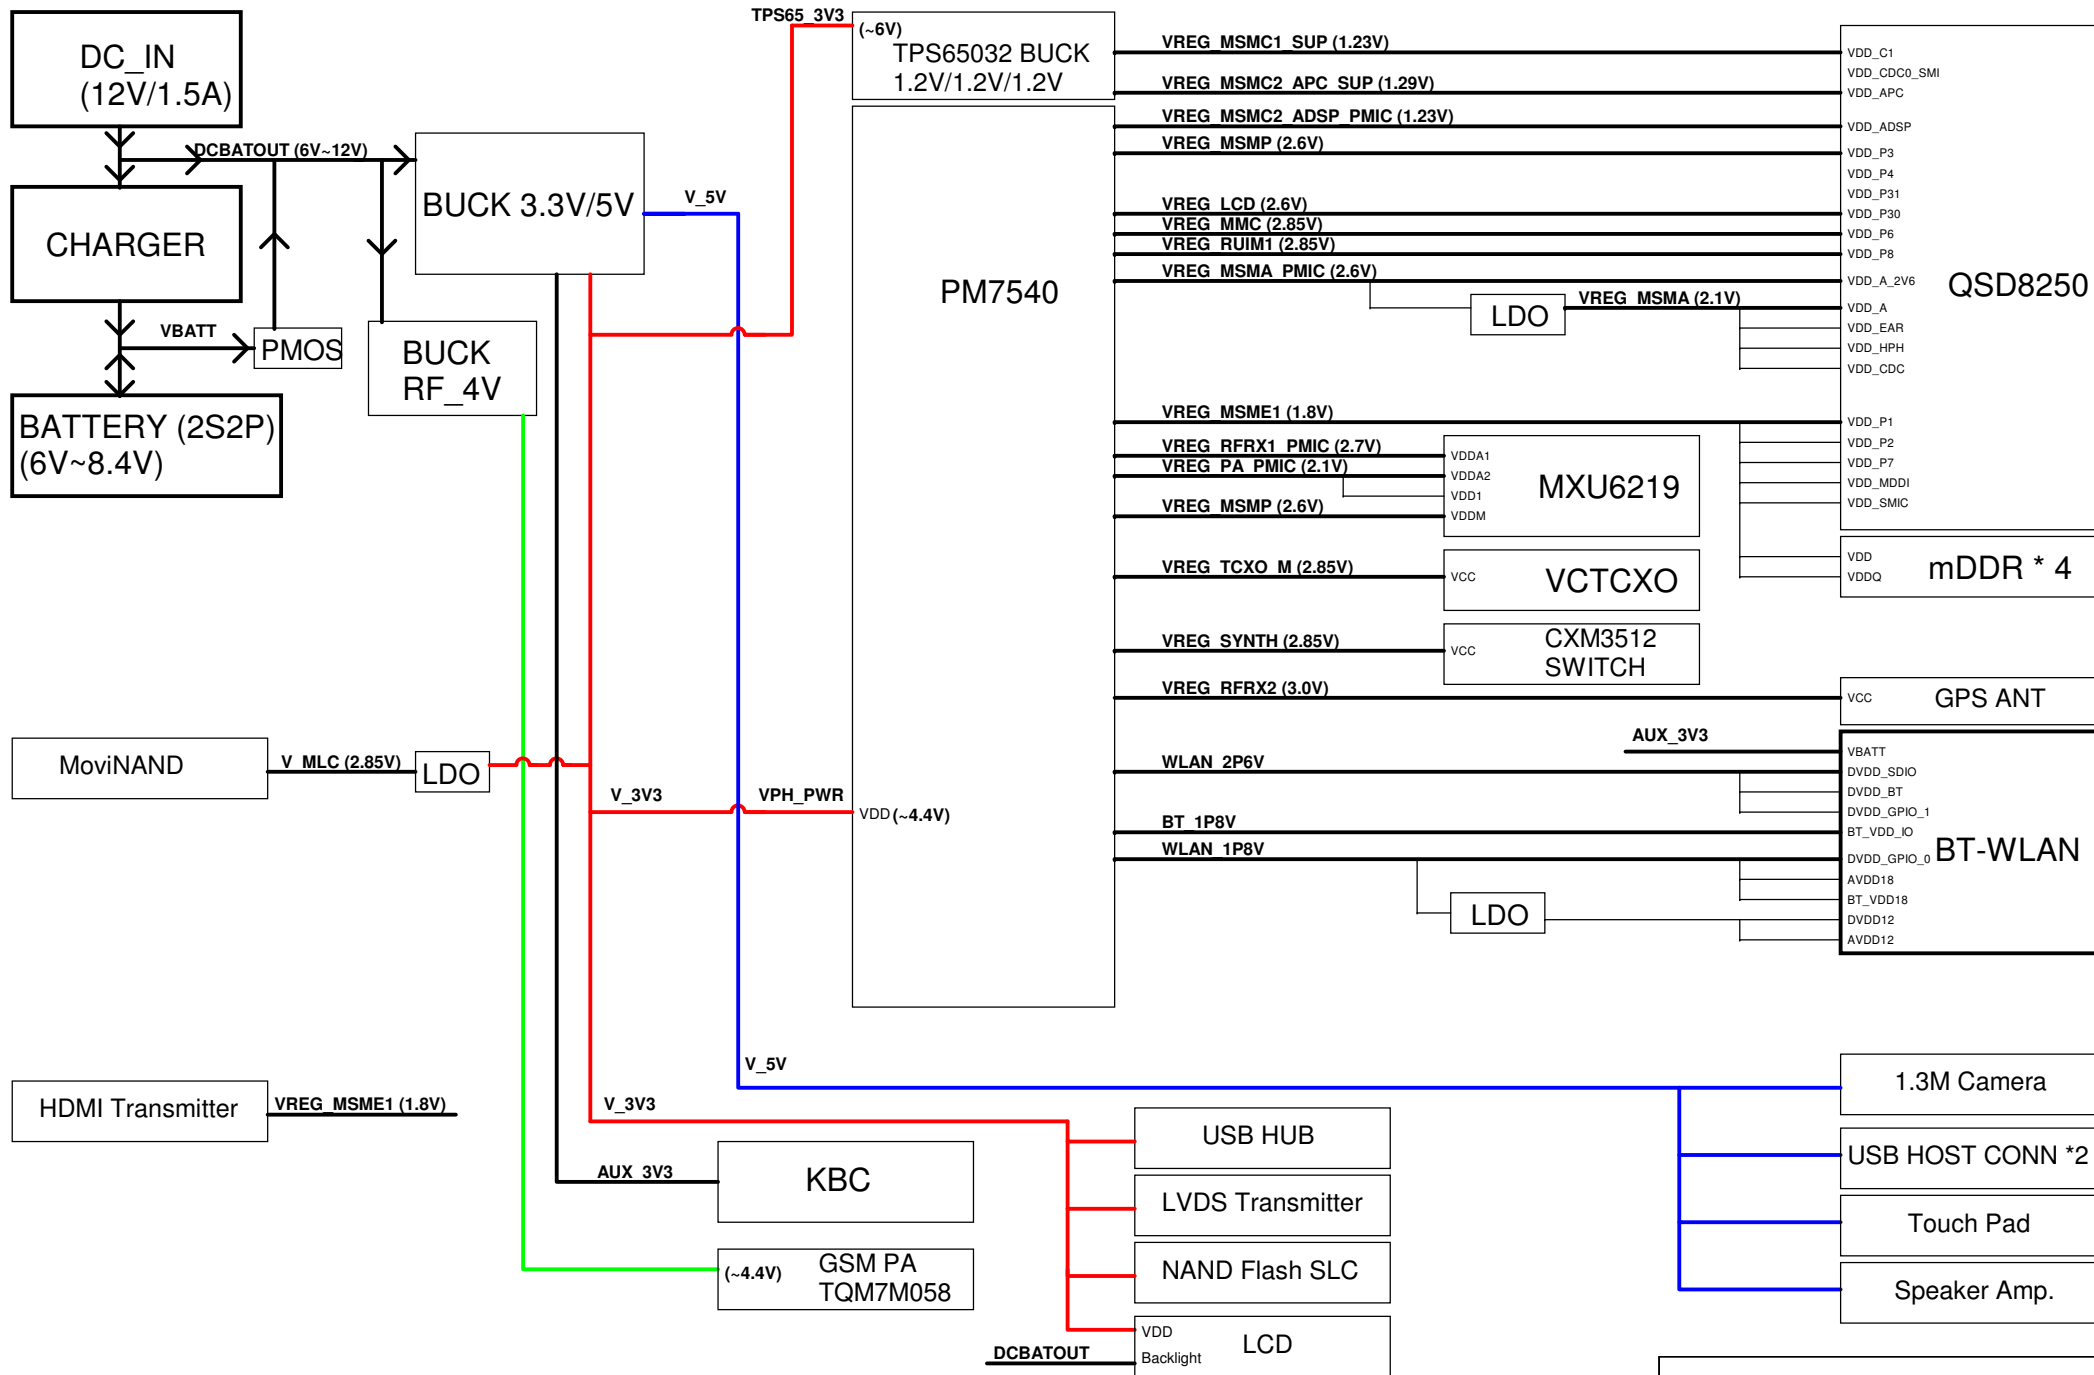 DC_IN
(12V/1.5A)
DCBATOUT (6V~12V)
CHARGER
VBATT
PMOS
BATTERY (2S2P)
(6V~8.4V)
BUCK 3.3V/5V
BUCK
RF_4V
V_5V
TPS65_3V3
(~6V)
TPS65032 BUCK
1.2V/1.2V/1.2V
PM7540
VPH_PWR
VDD (~4.4V)
V_3V3
MoviNAND
V_MLC (2.85V)
LDO
HDMI Transmitter
VREG_MSME1 (1.8V)
VREG_MSMC1_SUP (1.23V)
VREG_MSMC2_APC_SUP (1.29V)
VREG_MSMC2_ADSP_PMIC (1.23V)
VREG_MSMP (2.6V)
VREG_LCD (2.6V)
VREG_MMC (2.85V)
VREG_RUIM1 (2.85V)
VREG_MSMA_PMIC (2.6V)
LDO
VREG_MSMA (2.1V)
VREG_MSME1 (1.8V)
VREG_RFRX1_PMIC (2.7V)
VREG_PA_PMIC (2.1V)
VREG_MSMP (2.6V)
VREG_TCXO_M (2.85V)
VREG_SYNTH (2.85V)
VREG_RFRX2 (3.0V)
WLAN_2P6V
BT_1P8V
WLAN_1P8V
LDO
AUX_3V3
VDDA1
VDDA2
VDD1
VDDM
MXU6219
VCC
VCTCXO
VCC
CXM3512
SWITCH
VDD_C1
VDD_CDC0_SMI
VDD_APC
VDD_ADSP
VDD_P3
VDD_P4
VDD_P31
VDD_P30
VDD_P6
VDD_P8
VDD_A_2V6
VDD_A
VDD_EAR
VDD_HPH
VDD_CDC
VDD_P1
VDD_P2
VDD_P7
VDD_MDDI
VDD_SMIC
QSD8250
VDD
VDDQ
mDDR * 4
VCC
GPS ANT
VBATT
DVDD_SDIO
DVDD_BT
DVDD_GPIO_1
BT_VDD_IO
DVDD_GPIO_0
AVDD18
BT_VDD18
DVDD12
AVDD12
BT-WLAN
V_5V
V_3V3
AUX_3V3
KBC
(~4.4V)
GSM PA
TQM7M058
USB HUB
LVDS Transmitter
NAND Flash SLC
VDD
LCD
DCBATOUT
Backlight
1.3M Camera
USB HOST CONN *2
Touch Pad
Speaker Amp.